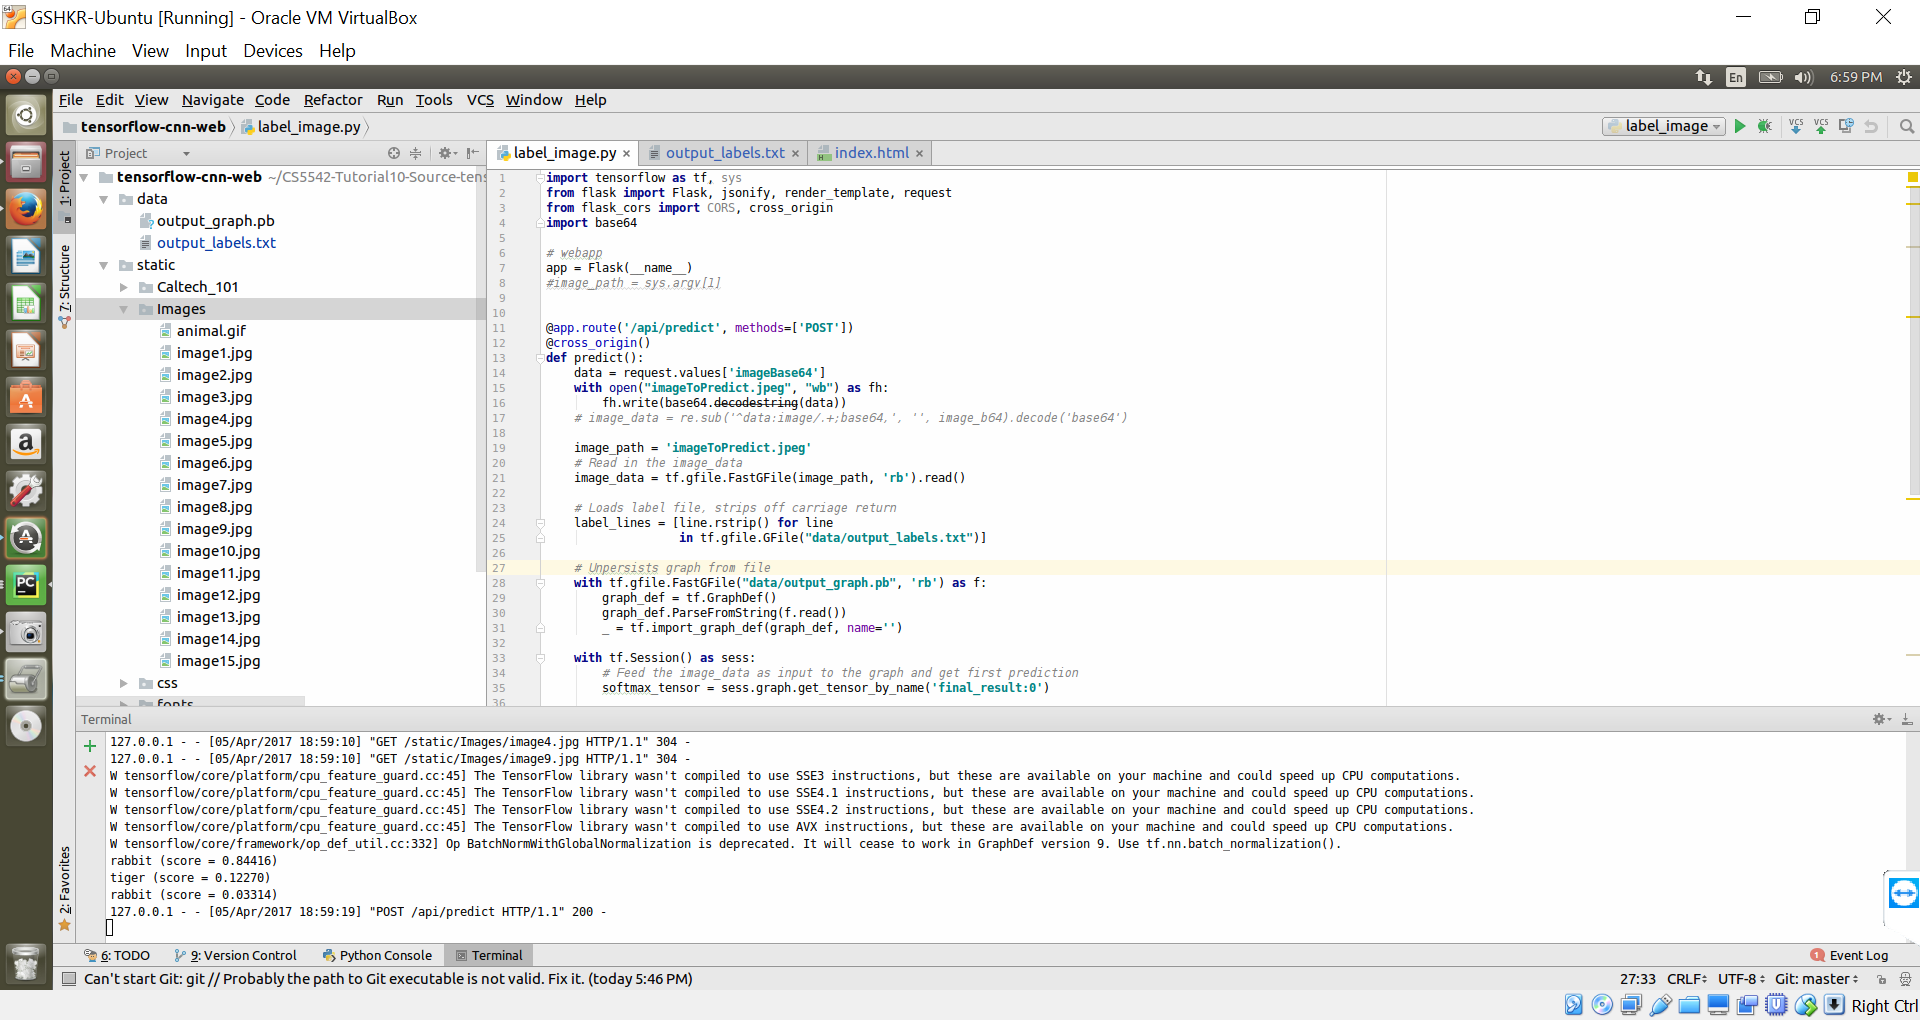 GSHKR-Ubuntu [Running] - Oracle VM VirtualBox
File Machine View Input Devices Help
En 6:59 PM
File Edit View Navigate Code Refactor Run Tools VCS Window Help
tensorflow-cnn-web label_image.py label_image VCS VCS
Project label_image.py output_labels.txt index.html
1: Project
7: Structure
2: Favorites
tensorflow-cnn-web ~/CS5542-Tutorial10-Source-tens
data
output_graph.pb
output_labels.txt
static
Caltech_101
Images
animal.gif
image1.jpg
image2.jpg
image3.jpg
image4.jpg
image5.jpg
image6.jpg
image7.jpg
image8.jpg
image9.jpg
image10.jpg
image11.jpg
image12.jpg
image13.jpg
image14.jpg
image15.jpg
css
fonts
1 import tensorflow as tf, sys
2 from flask import Flask, jsonify, render_template, request
3 from flask_cors import CORS, cross_origin
4 import base64
5
6 # webapp
7 app = Flask(__name__)
8 #image_path = sys.argv[1]
9
10
11 @app.route('/api/predict', methods=['POST'])
12 @cross_origin()
13 def predict():
14 data = request.values['imageBase64']
15 with open("imageToPredict.jpeg", "wb") as fh:
16 fh.write(base64.decodestring(data))
17 # image_data = re.sub('^data:image/.+;base64,', '', image_b64).decode('base64')
18
19 image_path = 'imageToPredict.jpeg'
20 # Read in the image_data
21 image_data = tf.gfile.FastGFile(image_path, 'rb').read()
22
23 # Loads label file, strips off carriage return
24 label_lines = [line.rstrip() for line
25 in tf.gfile.GFile("data/output_labels.txt")]
26
27 # Unpersists graph from file
28 with tf.gfile.FastGFile("data/output_graph.pb", 'rb') as f:
29 graph_def = tf.GraphDef()
30 graph_def.ParseFromString(f.read())
31 _ = tf.import_graph_def(graph_def, name='')
32
33 with tf.Session() as sess:
34 # Feed the image_data as input to the graph and get first prediction
35 softmax_tensor = sess.graph.get_tensor_by_name('final_result:0')
36
Terminal
127.0.0.1 - - [05/Apr/2017 18:59:10] "GET /static/Images/image4.jpg HTTP/1.1" 304 -
127.0.0.1 - - [05/Apr/2017 18:59:10] "GET /static/Images/image9.jpg HTTP/1.1" 304 -
W tensorflow/core/platform/cpu_feature_guard.cc:45] The TensorFlow library wasn't compiled to use SSE3 instructions, but these are available on your machine and could speed up CPU computations.
W tensorflow/core/platform/cpu_feature_guard.cc:45] The TensorFlow library wasn't compiled to use SSE4.1 instructions, but these are available on your machine and could speed up CPU computations.
W tensorflow/core/platform/cpu_feature_guard.cc:45] The TensorFlow library wasn't compiled to use SSE4.2 instructions, but these are available on your machine and could speed up CPU computations.
W tensorflow/core/platform/cpu_feature_guard.cc:45] The TensorFlow library wasn't compiled to use AVX instructions, but these are available on your machine and could speed up CPU computations.
W tensorflow/core/framework/op_def_util.cc:332] Op BatchNormWithGlobalNormalization is deprecated. It will cease to work in GraphDef version 9. Use tf.nn.batch_normalization().
rabbit (score = 0.84416)
tiger (score = 0.12270)
rabbit (score = 0.03314)
127.0.0.1 - - [05/Apr/2017 18:59:19] "POST /api/predict HTTP/1.1" 200 -
6: TODO 9: Version Control Python Console Terminal 1 Event Log
Can't start Git: git // Probably the path to Git executable is not valid. Fix it. (today 5:46 PM) 27:33 CRLF UTF-8 Git: master
Right Ctrl